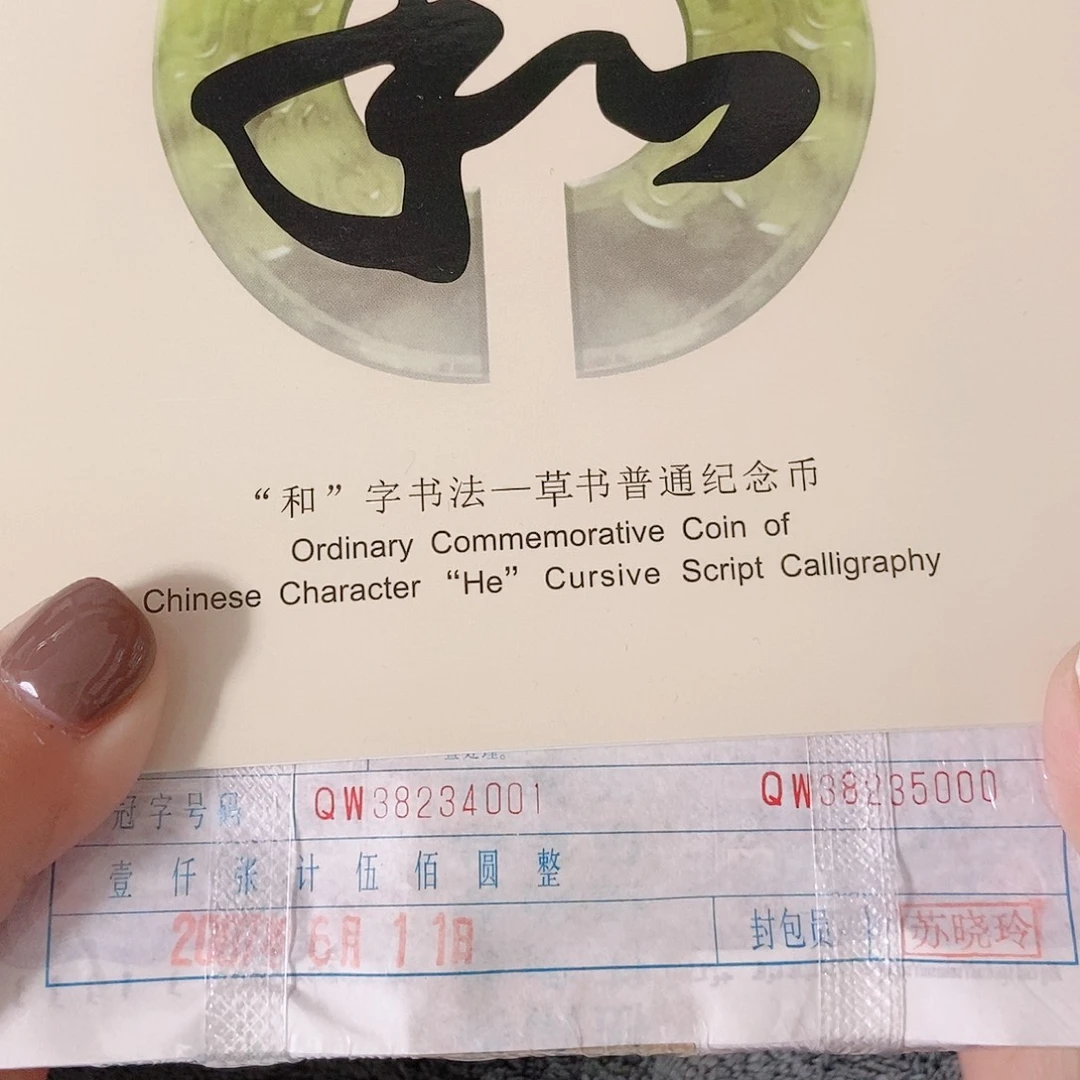 和
“和”字书法—草书普通纪念币
Ordinary Commemorative Coin of
Chinese Character “He” Cursive Script Calligraphy
冠字号码 QW38234001 QW38235000
壹仟张计伍佰圆整
6月11日 封包员 苏晓玲